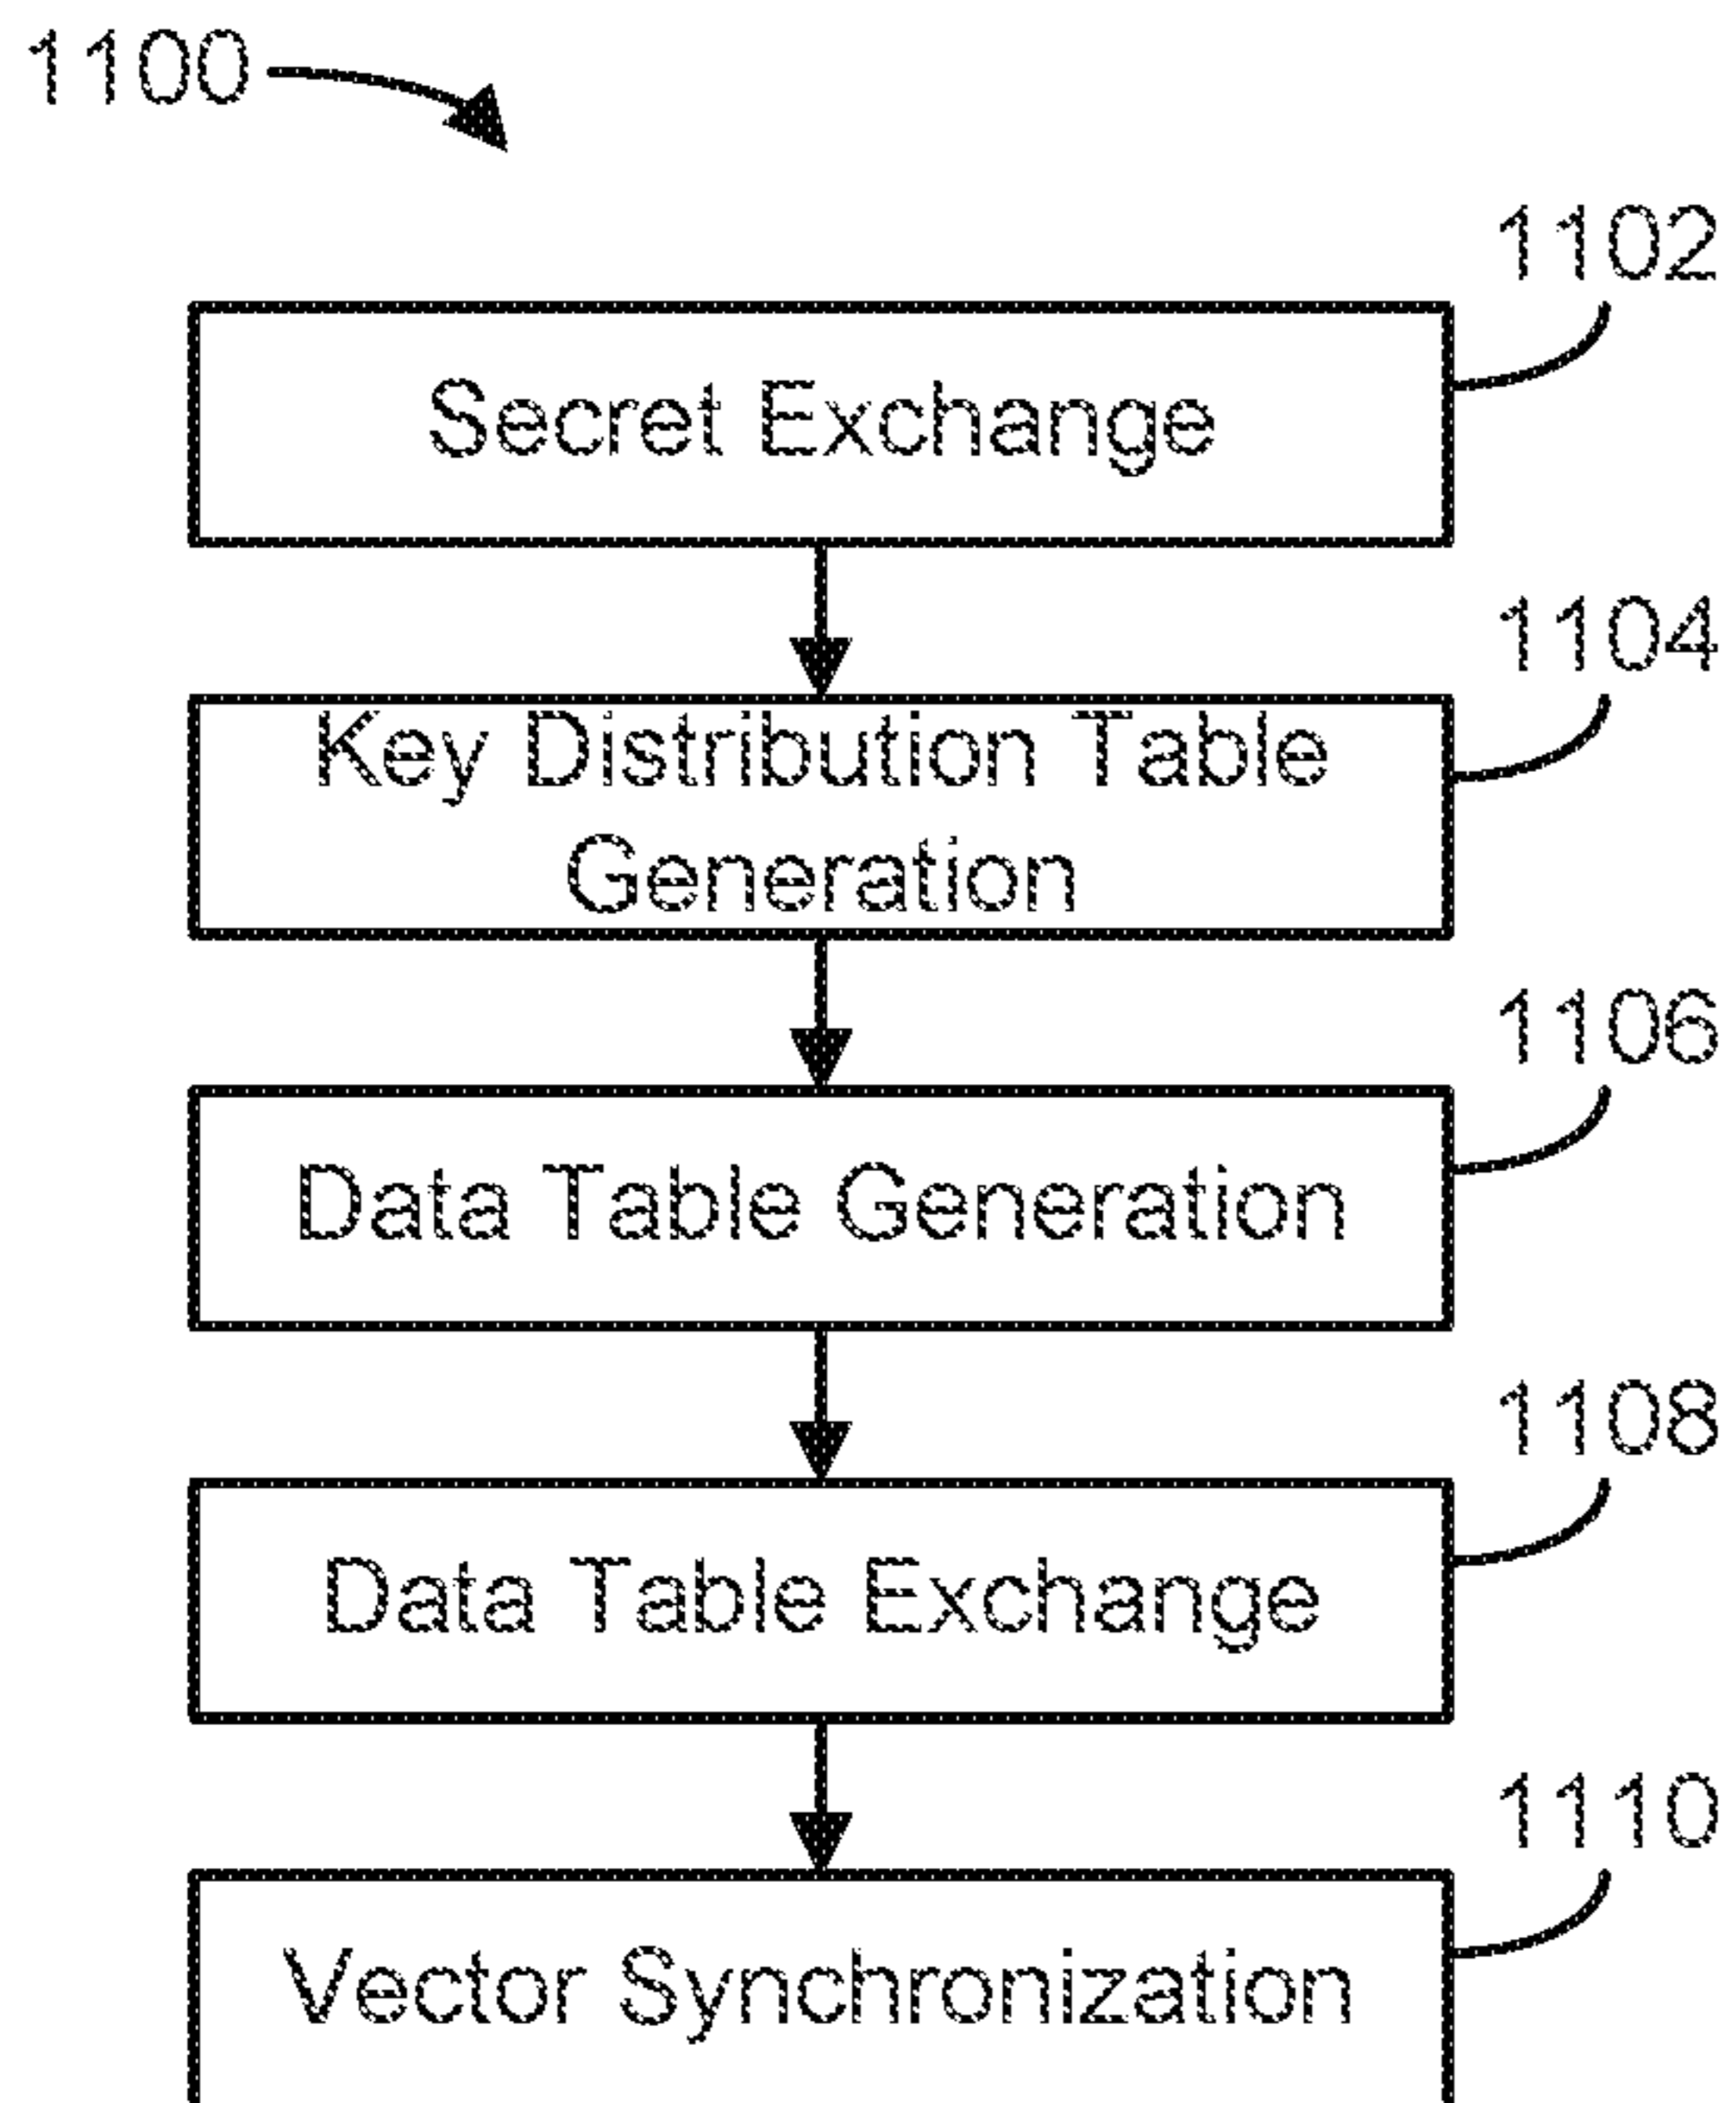 1100
1102
Secret Exchange
1104
Key Distribution Table
Generation
1106
Data Table Generation
1108
Data Table Exchange
1110
Vector Synchronization